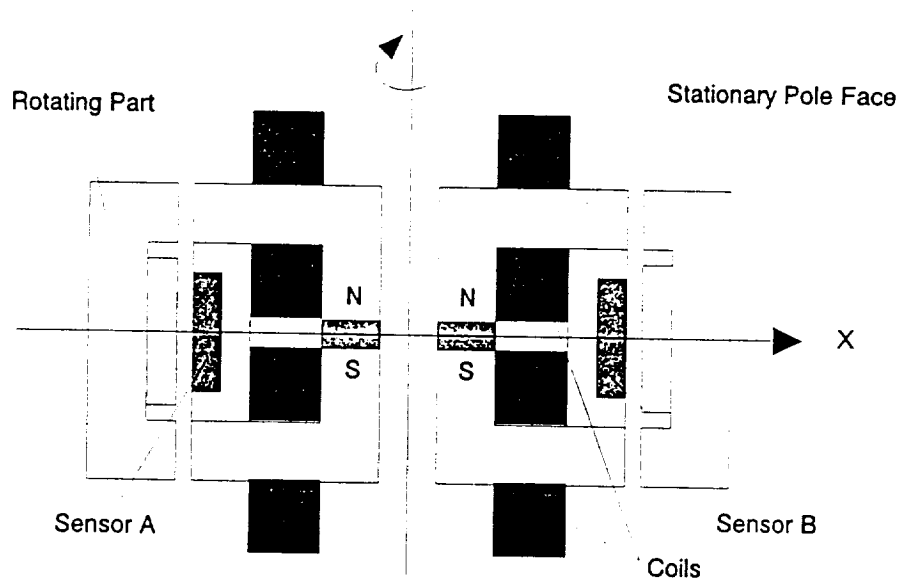 Rotating Part
Stationary Pole Face
N
N
S
S
X
Sensor A
Sensor B
Coils